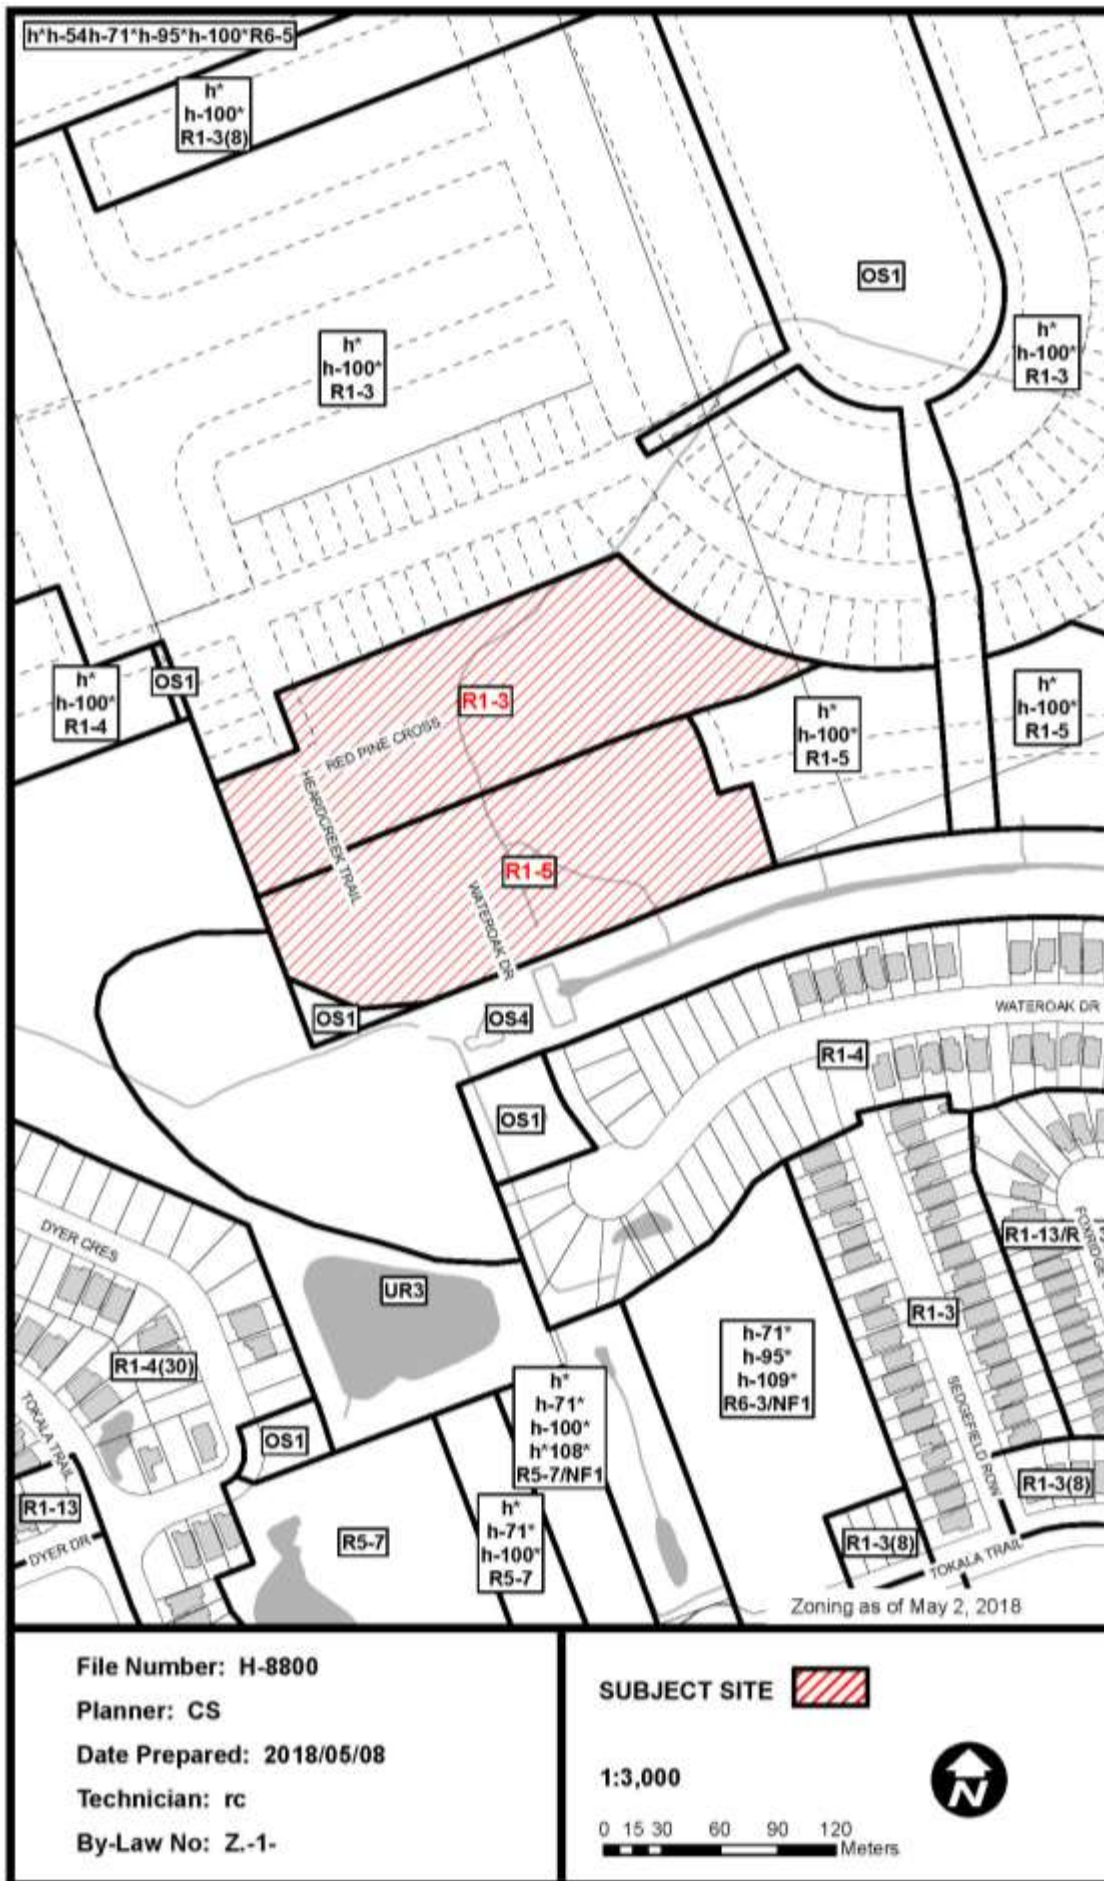 h*h-54h-71*h-95*h-100*R6-5
h*
h-100*
R1-3(8)
OS1
h*
h-100*
R1-3
h*
h-100*
R1-3
h*
h-100*
R1-4
OS1
R1-3
RED PINE CROSS
HEARDCREEK TRAIL
h*
h-100*
R1-5
h*
h-100*
R1-5
R1-5
WATEROAK DR
OS1
OS4
WATEROAK DR
R1-4
OS1
DYER CRES
UR3
R1-13/R
3
FOXRIDGE
R1-3
h-71*
h-95*
h-109*
R6-3/NF1
R1-4(30)
TOKALA TRAIL
h*
h-71*
h-100*
h*108*
R5-7/NF1
SEDGEFIELD ROW
OS1
R1-3(8)
R1-13
DYER DR
R5-7
h*
h-71*
h-100*
R5-7
R1-3(8)
TOKALA TRAIL
Zoning as of May 2, 2018
File Number: H-8800
Planner: CS
Date Prepared: 2018/05/08
Technician: rc
By-Law No: Z.-1-
SUBJECT SITE
1:3,000
N
0 15 30 60 90 120
Meters